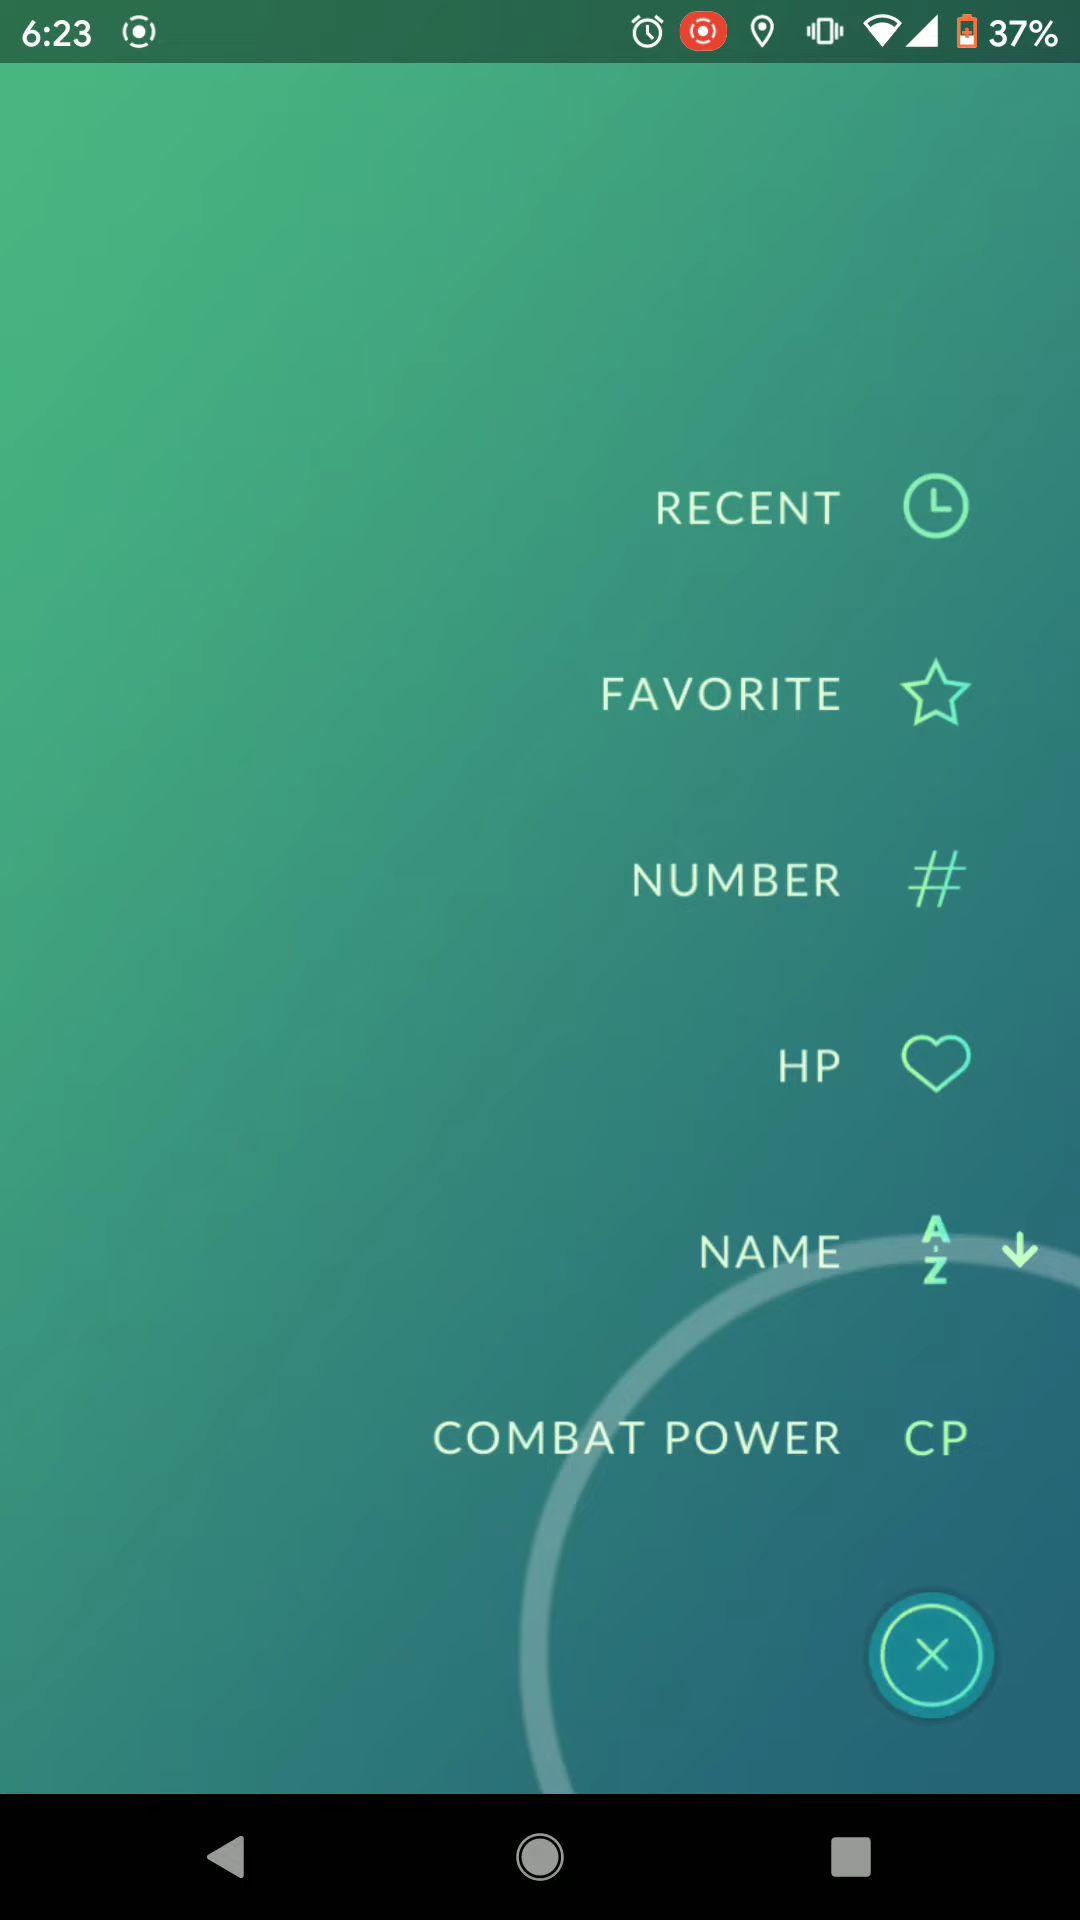 6:23 37%
RECENT
FAVORITE
NUMBER #
HP
NAME A-Z
COMBAT POWER CP